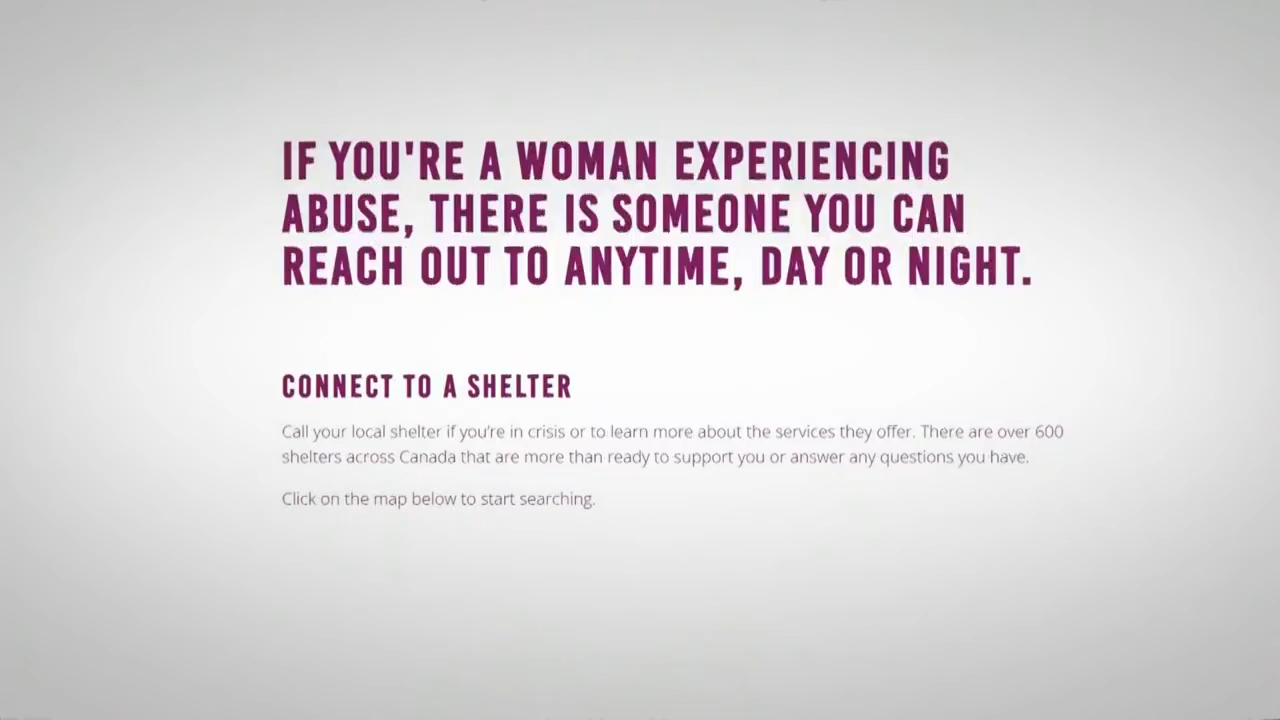 IF YOU'RE A WOMAN EXPERIENCING
ABUSE, THERE IS SOMEONE YOU CAN
REACH OUT TO ANYTIME, DAY OR NIGHT.
CONNECT TO A SHELTER
Call your local shelter if you’re in crisis or to learn more about the services they offer. There are over 600
shelters across Canada that are more than ready to support you or answer any questions you have.
Click on the map below to start searching.